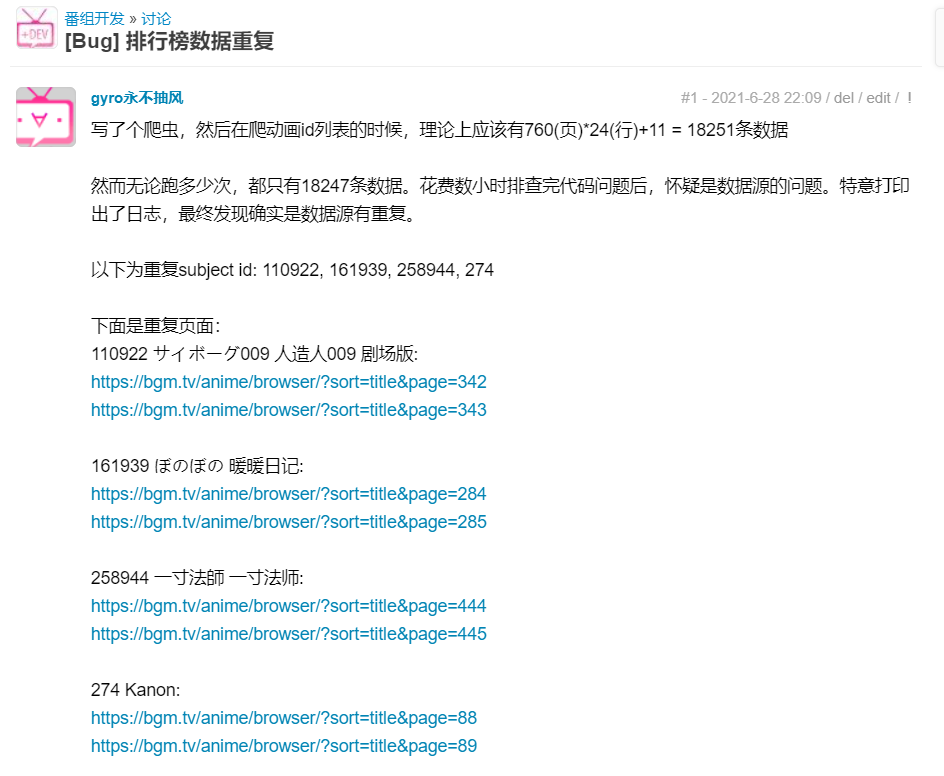 +DEV
番组开发 » 讨论
[Bug] 排行榜数据重复
gyro永不抽风
#1 - 2021-6-28 22:09 / del / edit / !
写了个爬虫，然后在爬动画id列表的时候，理论上应该有760(页)*24(行)+11 = 18251条数据
然而无论跑多少次，都只有18247条数据。花费数小时排查完代码问题后，怀疑是数据源的问题。特意打印
出了日志，最终发现确实是数据源有重复。
以下为重复subject id: 110922, 161939, 258944, 274
下面是重复页面：
110922 サイボーグ009 人造人009 剧场版:
https://bgm.tv/anime/browser/?sort=title&page=342
https://bgm.tv/anime/browser/?sort=title&page=343
161939 ぼのぼの 暖暖日记:
https://bgm.tv/anime/browser/?sort=title&page=284
https://bgm.tv/anime/browser/?sort=title&page=285
258944 一寸法師 一寸法师:
https://bgm.tv/anime/browser/?sort=title&page=444
https://bgm.tv/anime/browser/?sort=title&page=445
274 Kanon:
https://bgm.tv/anime/browser/?sort=title&page=88
https://bgm.tv/anime/browser/?sort=title&page=89